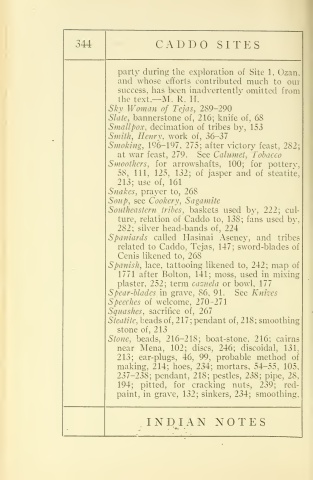 344
CADDO SITES
party during the exploration of Site 1, Ozan,
and whose efforts contributed much to our
success, has been inadvertently omitted from
the text.—M. R. H.
Sky Woman of Tejas, 289-290
Slate, bannerstone of, 216; knife of, 68
Smallpox, decimation of tribes by, 153
Smith, Henry, work of, 36-37
Smoking, 196-197, 275; after victory feast, 282;
at war feast, 279. See Calumet, Tobacco
Smoothers, for arrowshafts, 100; for pottery,
58, 111, 125, 132; of jasper and of steatite,
213; use of, 161
Snakes, prayer to, 268
Soup, see Cookery, Sagamite
Southeastern tribes, baskets used by, 222; cul-
ture, relation of Caddo to, 138; fans used by,
282; silver head-bands of, 224
Spaniards called Hasinai Aseney, and tribes
related to Caddo, Tejas, 147; sword-blades of
Cenis likened to, 268
Spanish, lace, tattooing likened to, 242; map of
1771 after Bolton, 141; moss, used in mixing
plaster, 252; term cazuela or bowl, 177
Spear-blades in grave, 86, 91. See Knives
Speeches of welcome, 270-271
Squashes, sacrifice of, 267
Steatite, beads of, 217; pendant of, 218; smoothing
stone of, 213
Stone, beads, 216-218; boat-stone, 216; cairns
near Mena, 102; discs, 246; discoidal, 131,
213; ear-plugs, 46, 99, probable method of
making, 214; hoes, 234; mortars, 54-55, 105,
237-238; pendant, 218; pestles, 238; pipe, 28,
194; pitted, for cracking nuts, 239; red-
paint, in grave, 132; sinkers, 234; smoothing,
INDIAN NOTES